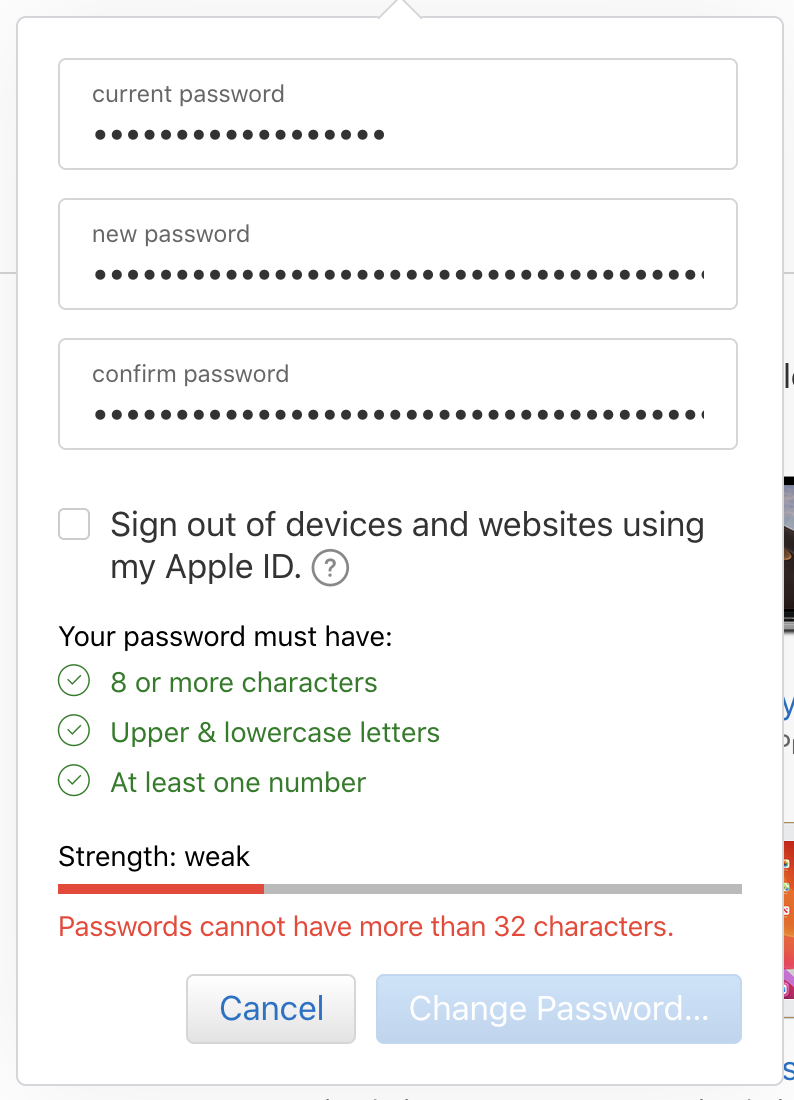 current password
••••••••••••••••••
new password
•••••••••••••••••••••••••••••••••••••
confirm password
•••••••••••••••••••••••••••••••••••••
Sign out of devices and websites using
my Apple ID. ?
Your password must have:
8 or more characters
Upper & lowercase letters
At least one number
Strength: weak
Passwords cannot have more than 32 characters.
Cancel
Change Password...